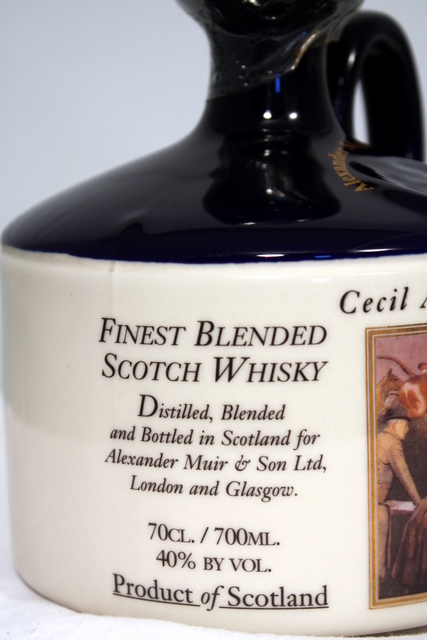 Alexander
Cecil
FINEST BLENDED
SCOTCH WHISKY
Distilled, Blended
and Bottled in Scotland for
Alexander Muir & Son Ltd,
London and Glasgow.
70CL. / 700ML.
40% BY VOL.
Product of Scotland